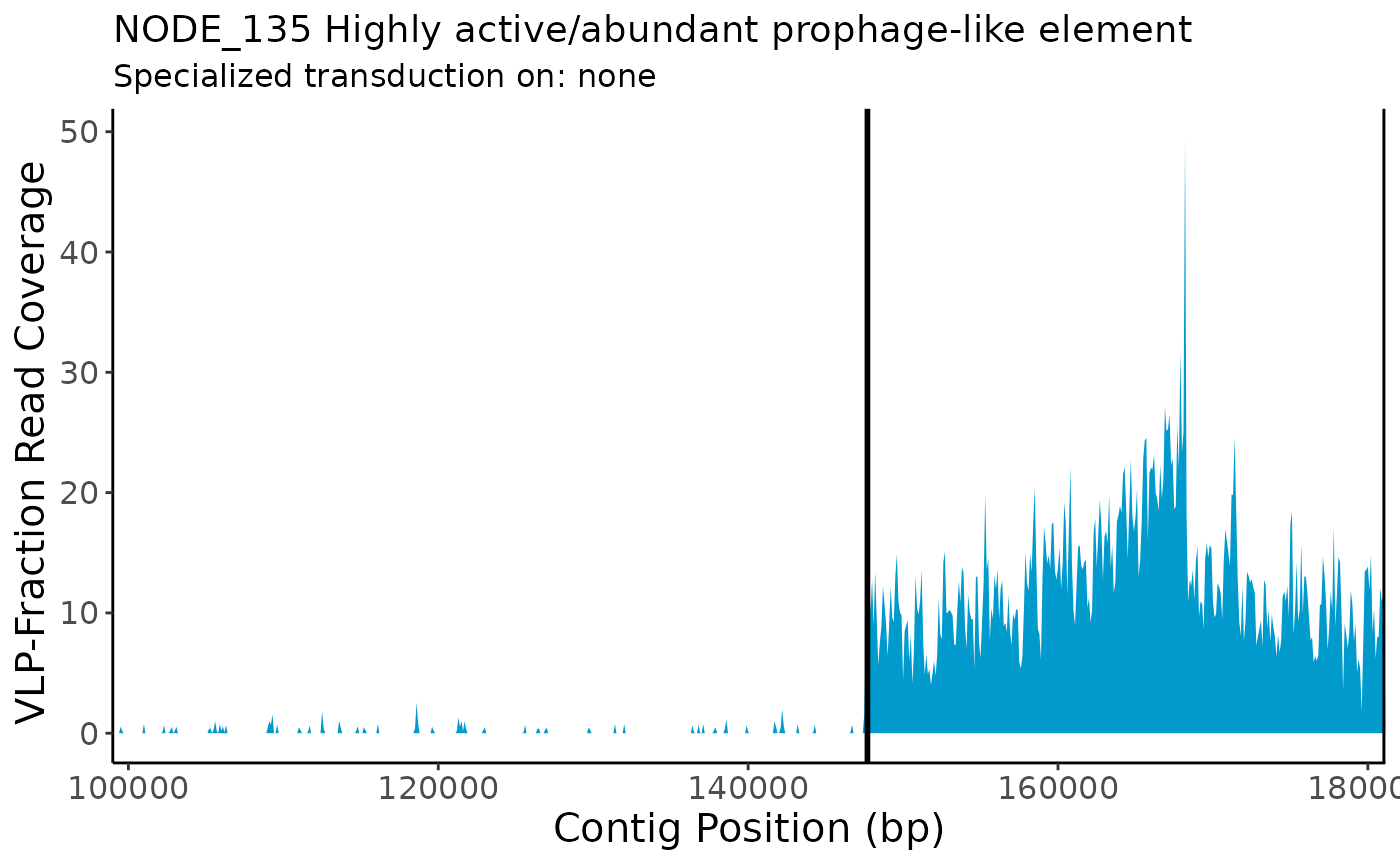 NODE_135 Highly active/abundant prophage-like element
Specialized transduction on: none
VLP-Fraction Read Coverage
50
40
30
20
10
0
100000 120000 140000 160000 18000
Contig Position (bp)